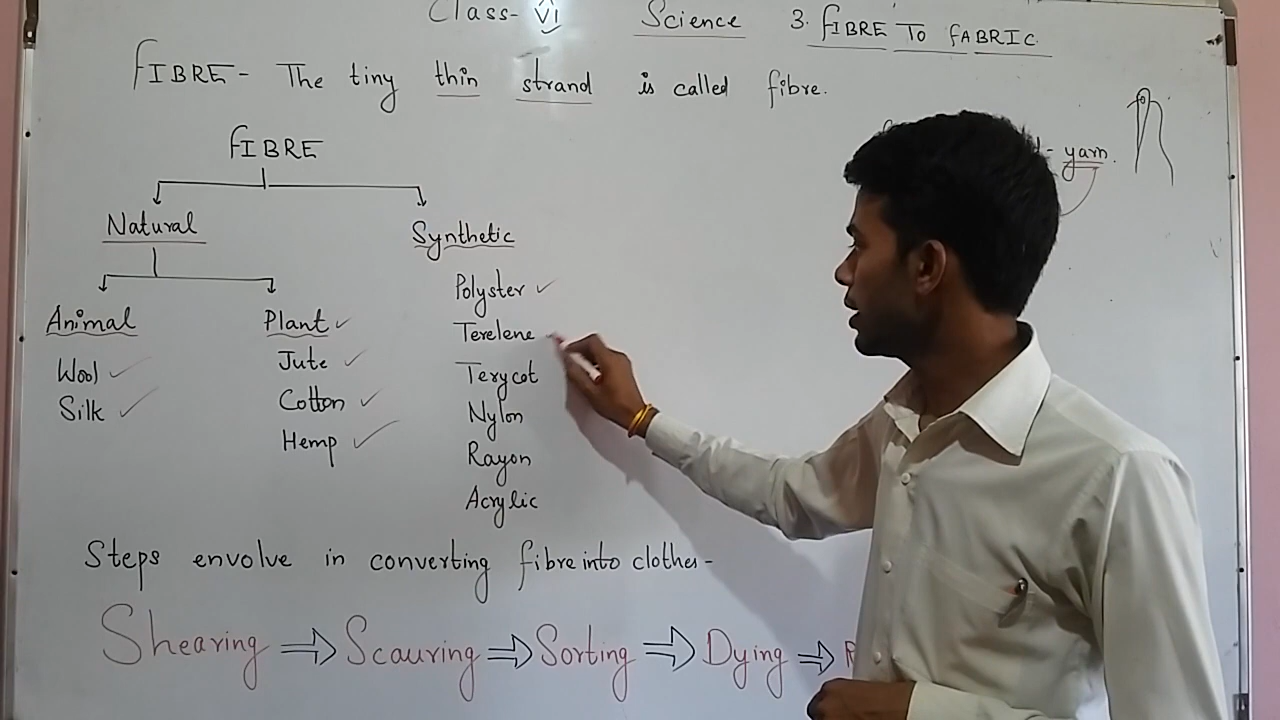 Class- VI Science 3. FIBRE TO FABRIC
FIBRE - The tiny thin strand is called fibre.
yarn.
FIBRE
Natural Synthetic
Animal Plant
Wool
Silk
Jute
Cotton
Hemp
Polyster
Terelene
Terycot
Nylon
Rayon
Acrylic
Steps envolve in converting fibre into clothes-
Shearing ⇒ Scauring ⇒ Sorting ⇒ Dying ⇒